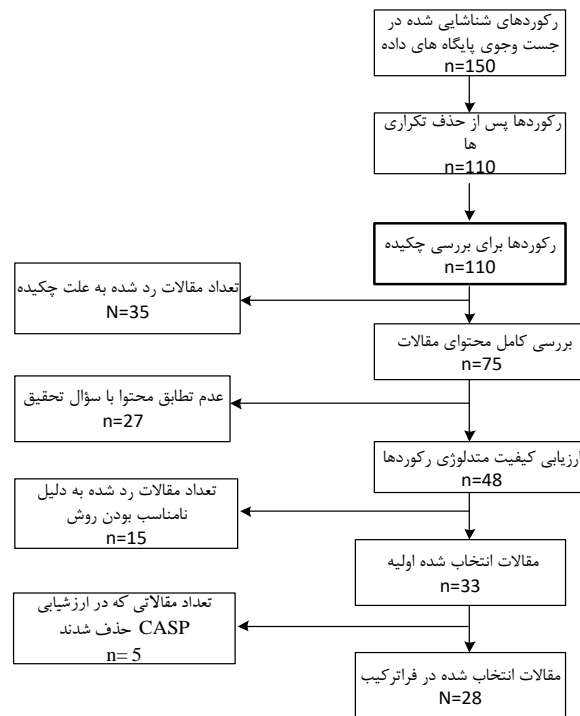 رکوردهای شناشایی شده در
جست وجوی پایگاه های داده
n=150
رکوردها پس از حذف تکراری
ها
n=110
رکوردها برای بررسی چکیده
n=110
تعداد مقالات رد شده به علت چکیده
N=35
بررسی کامل محتوای مقالات
n=75
عدم تطابق محتوا با سؤال تحقیق
n=27
ارزیابی کیفیت متدلوژی رکوردها
n=48
تعداد مقالات رد شده به دلیل
نامناسب بودن روش
n=15
مقالات انتخاب شده اولیه
n=33
تعداد مقالاتی که در ارزشیابی
CASP حذف شدند
n= 5
مقالات انتخاب شده در فراترکیب
N=28